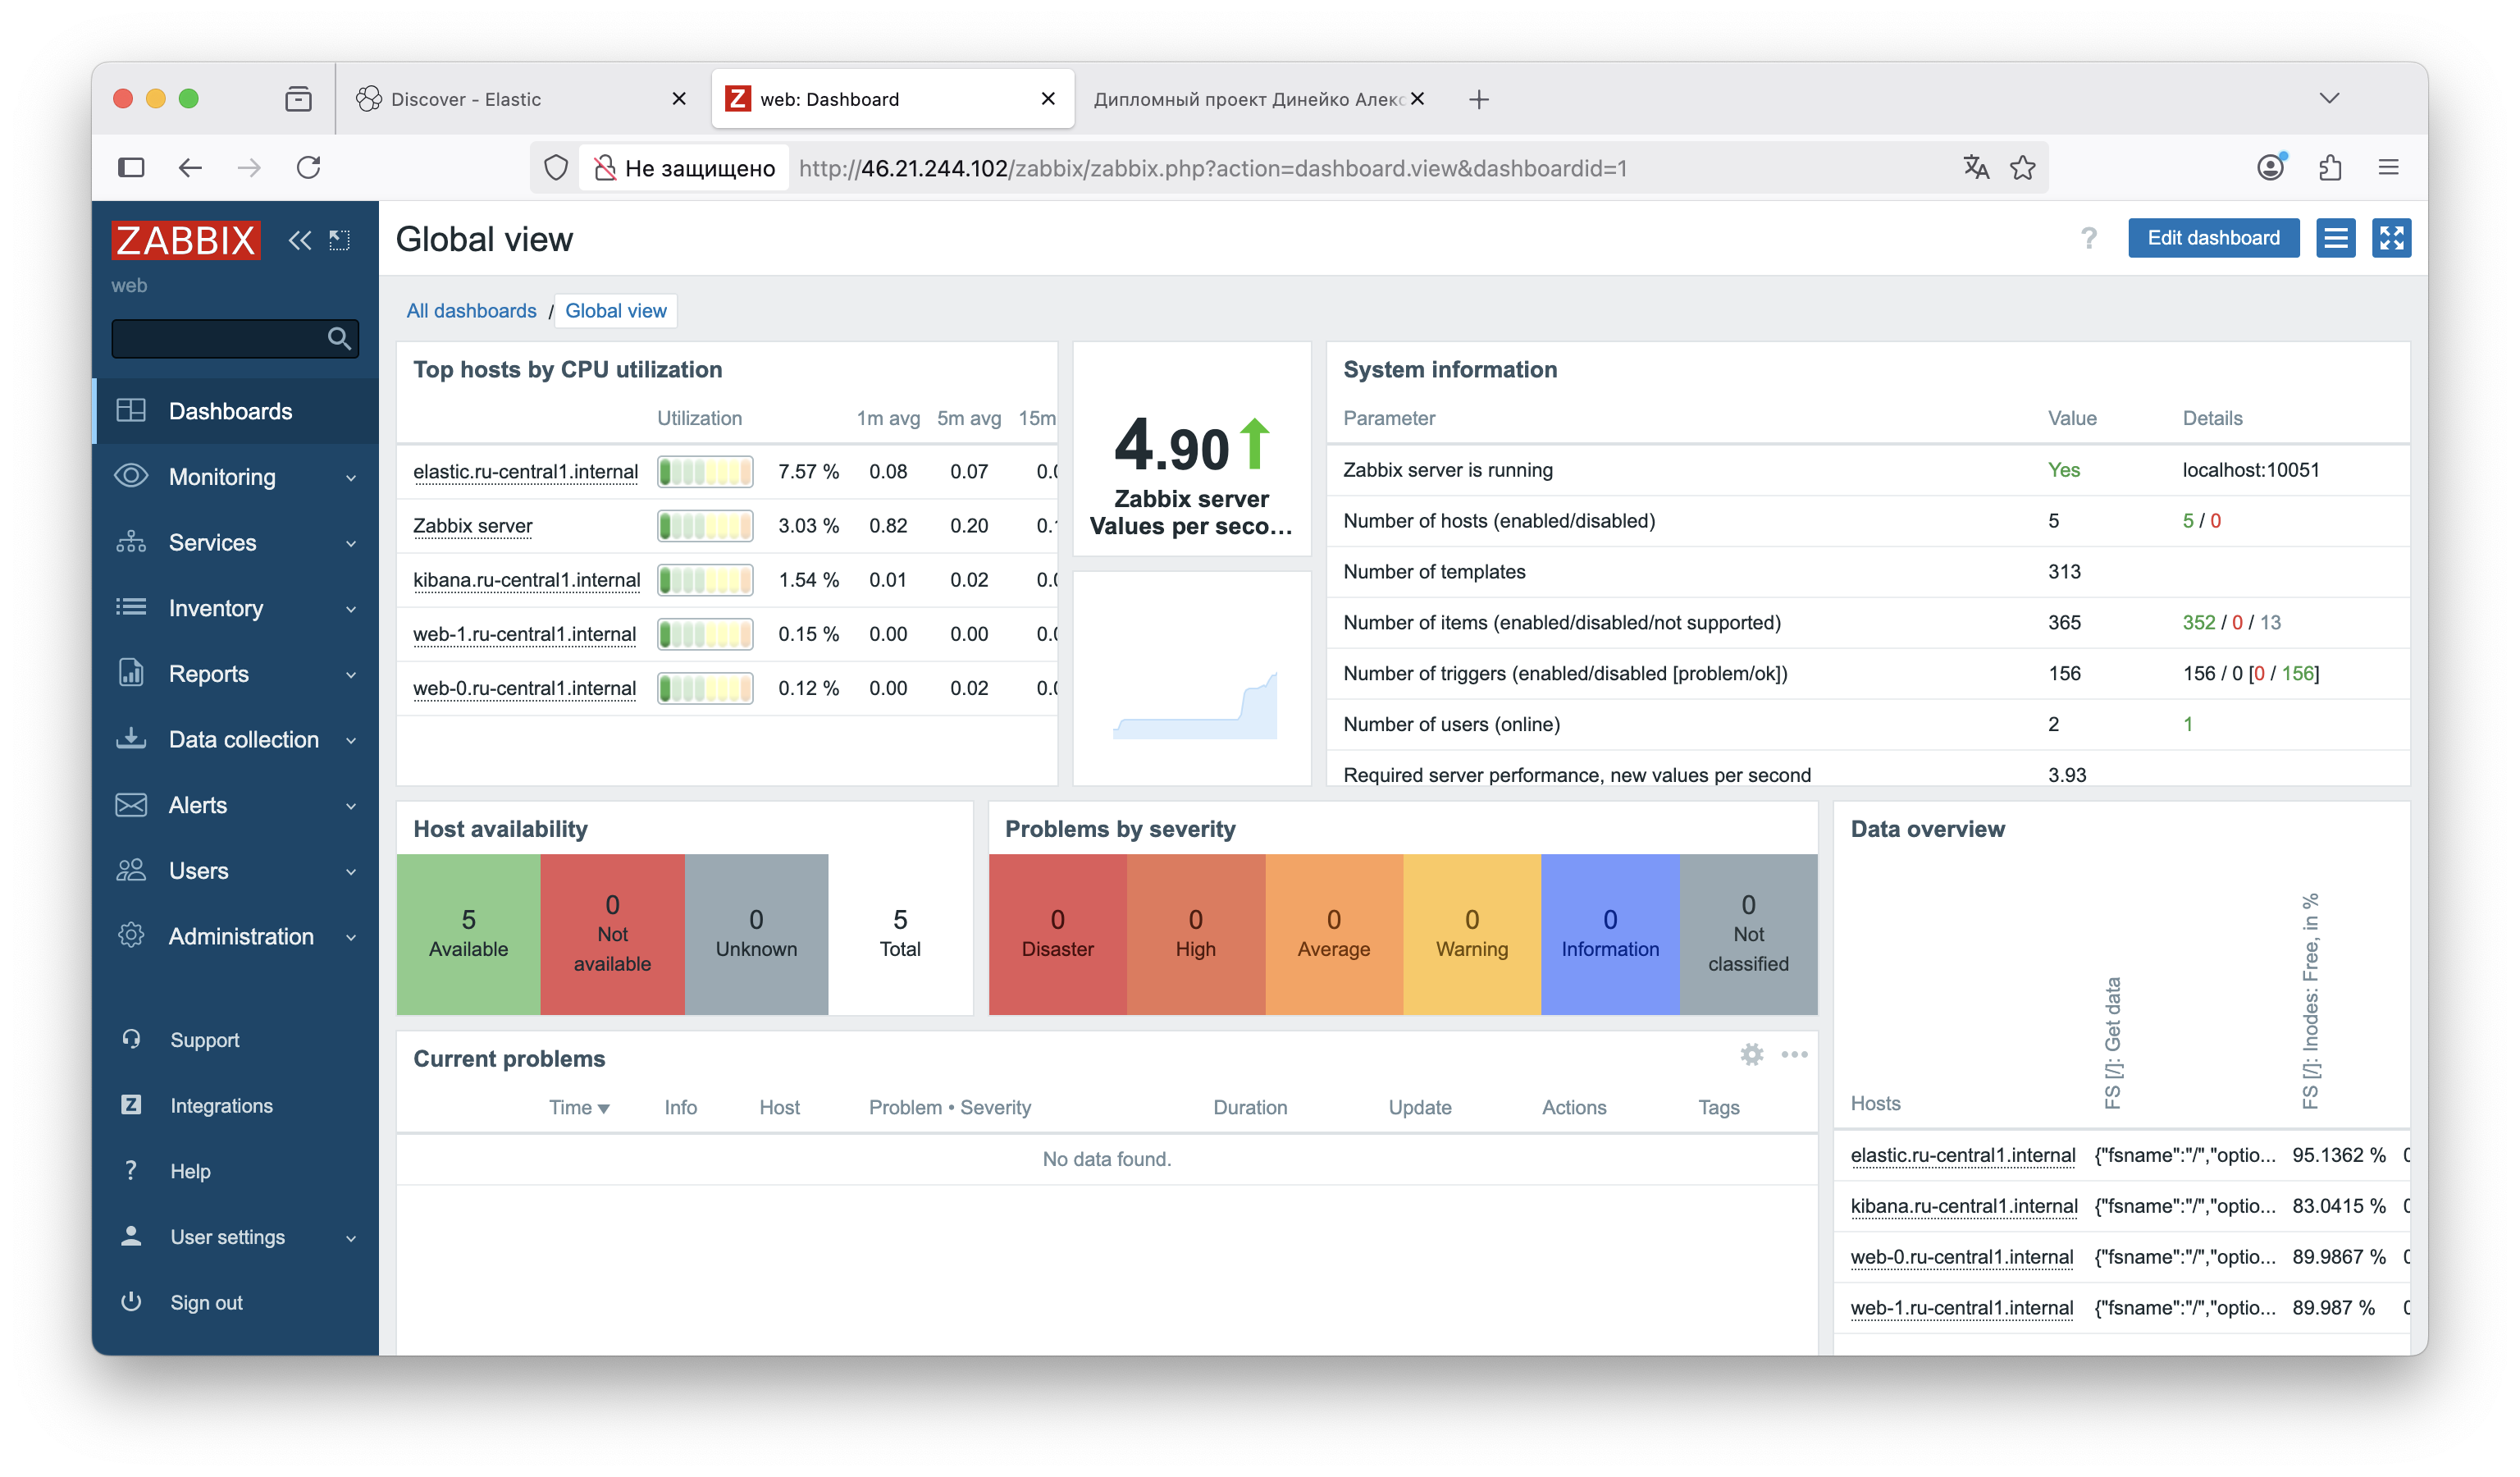 Discover - Elastic
Z web: Dashboard
Дипломный проект Динейко Алекс
Не защищено http://46.21.244.102/zabbix/zabbix.php?action=dashboard.view&dashboardid=1
ZABBIX
web
Dashboards
Monitoring
Services
Inventory
Reports
Data collection
Alerts
Users
Administration
Support
Z Integrations
? Help
User settings
Sign out
Global view
? Edit dashboard
All dashboards / Global view
Top hosts by CPU utilization
Utilization 1m avg 5m avg 15m
elastic.ru-central1.internal 7.57 % 0.08 0.07 0.0
Zabbix server 3.03 % 0.82 0.20 0.1
kibana.ru-central1.internal 1.54 % 0.01 0.02 0.0
web-1.ru-central1.internal 0.15 % 0.00 0.00 0.0
web-0.ru-central1.internal 0.12 % 0.00 0.02 0.0
4.90
Zabbix server
Values per seco...
System information
Parameter Value Details
Zabbix server is running Yes localhost:10051
Number of hosts (enabled/disabled) 5 5 / 0
Number of templates 313
Number of items (enabled/disabled/not supported) 365 352 / 0 / 13
Number of triggers (enabled/disabled [problem/ok]) 156 156 / 0 [0 / 156]
Number of users (online) 2 1
Required server performance, new values per second 3.93
Host availability
5 Available
0 Not available
0 Unknown
5 Total
Problems by severity
0 Disaster
0 High
0 Average
0 Warning
0 Information
0 Not classified
Current problems
Time Info Host Problem • Severity Duration Update Actions Tags
No data found.
Data overview
Hosts FS [/]: Get data FS [/]: Inodes: Free, in %
elastic.ru-central1.internal {"fsname":"/","optio... 95.1362 % 0
kibana.ru-central1.internal {"fsname":"/","optio... 83.0415 % 0
web-0.ru-central1.internal {"fsname":"/","optio... 89.9867 % 0
web-1.ru-central1.internal {"fsname":"/","optio... 89.987 % 0